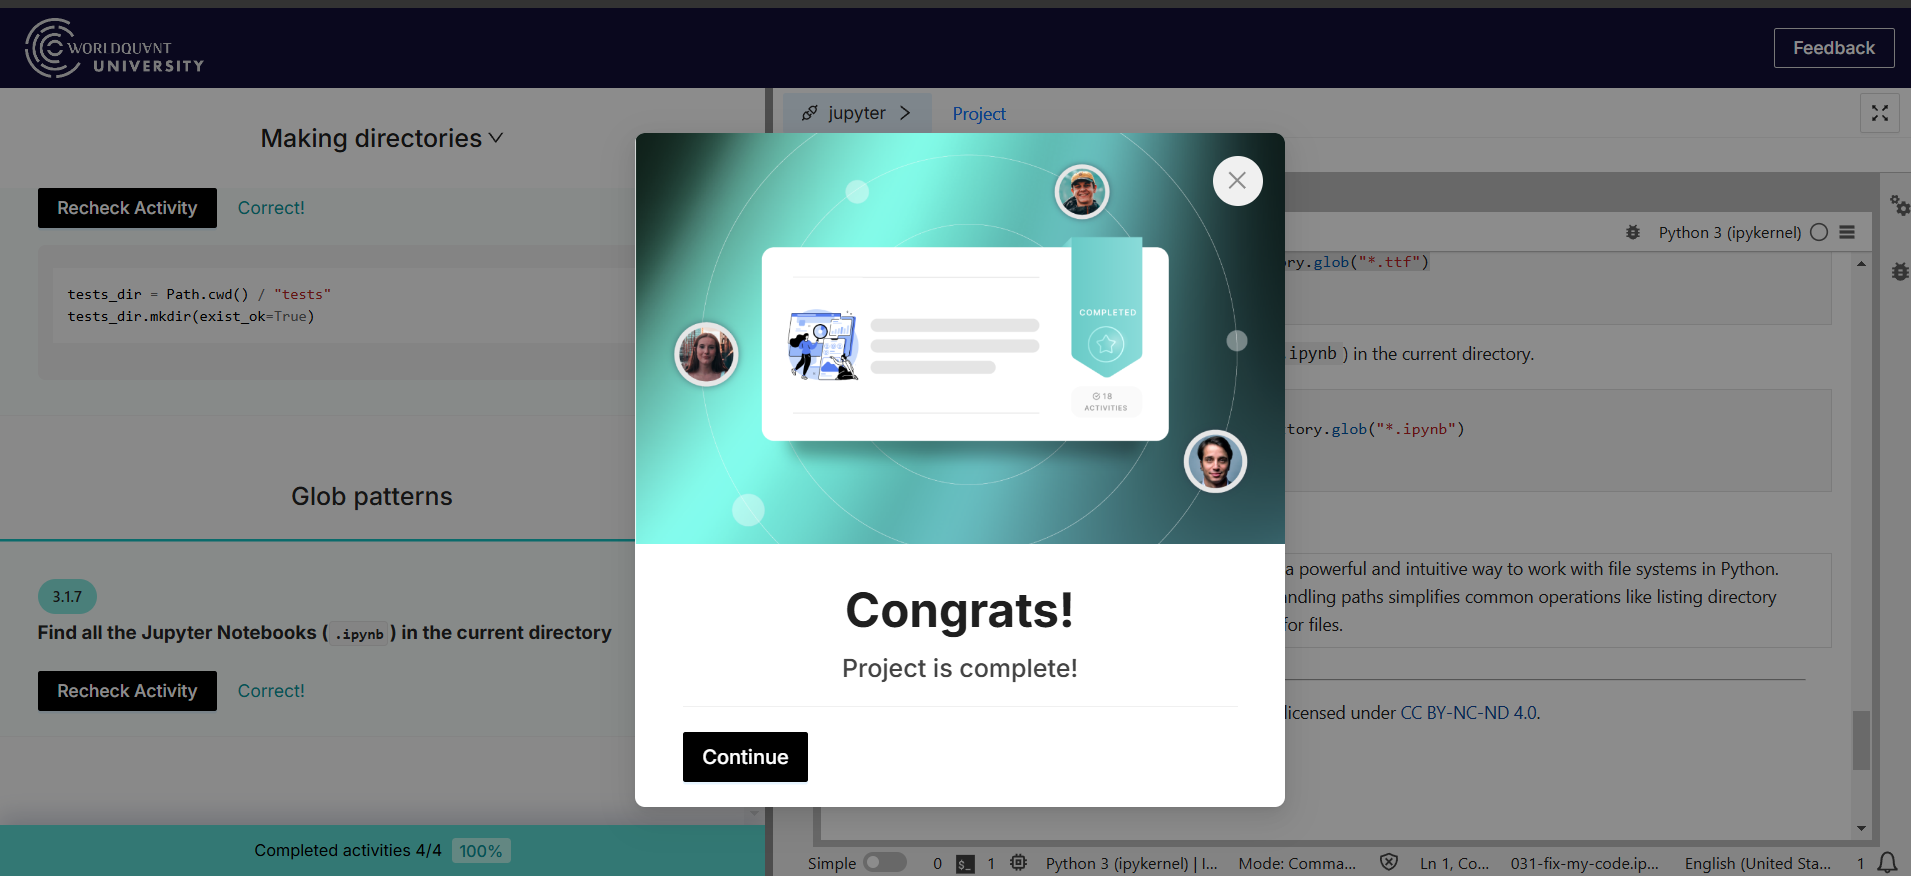 WORLDQUANT
UNIVERSITY
Feedback
Making directories
Recheck Activity Correct!
tests_dir = Path.cwd() / "tests"
tests_dir.mkdir(exist_ok=True)
Glob patterns
3.1.7
Find all the Jupyter Notebooks ( .ipynb ) in the current directory
Recheck Activity Correct!
Completed activities 4/4 100%
jupyter Project
COMPLETED
18
ACTIVITIES
Congrats!
Project is complete!
Continue
Python 3 (ipykernel)
ry.glob("*.ttf")
ipynb ) in the current directory.
tory.glob("*.ipynb")
a powerful and intuitive way to work with file systems in Python.
ndling paths simplifies common operations like listing directory
for files.
licensed under CC BY-NC-ND 4.0.
Simple 0 $_ 1 Python 3 (ipykernel) | I... Mode: Comma... Ln 1, Co... 031-fix-my-code.ip... English (United Sta... 1